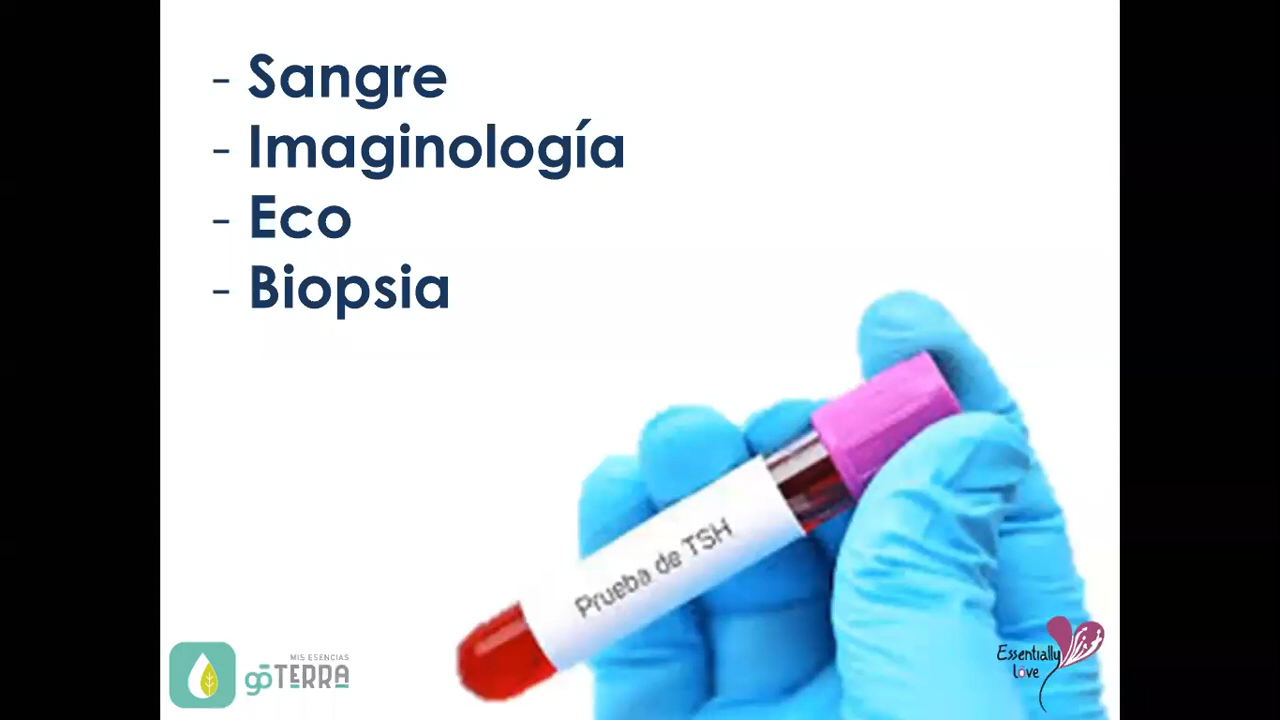 - Sangre
- Imaginología
- Eco
- Biopsia
Prueba de TSH
MIS ESENCIAS
gōTERRA
Essentially
love